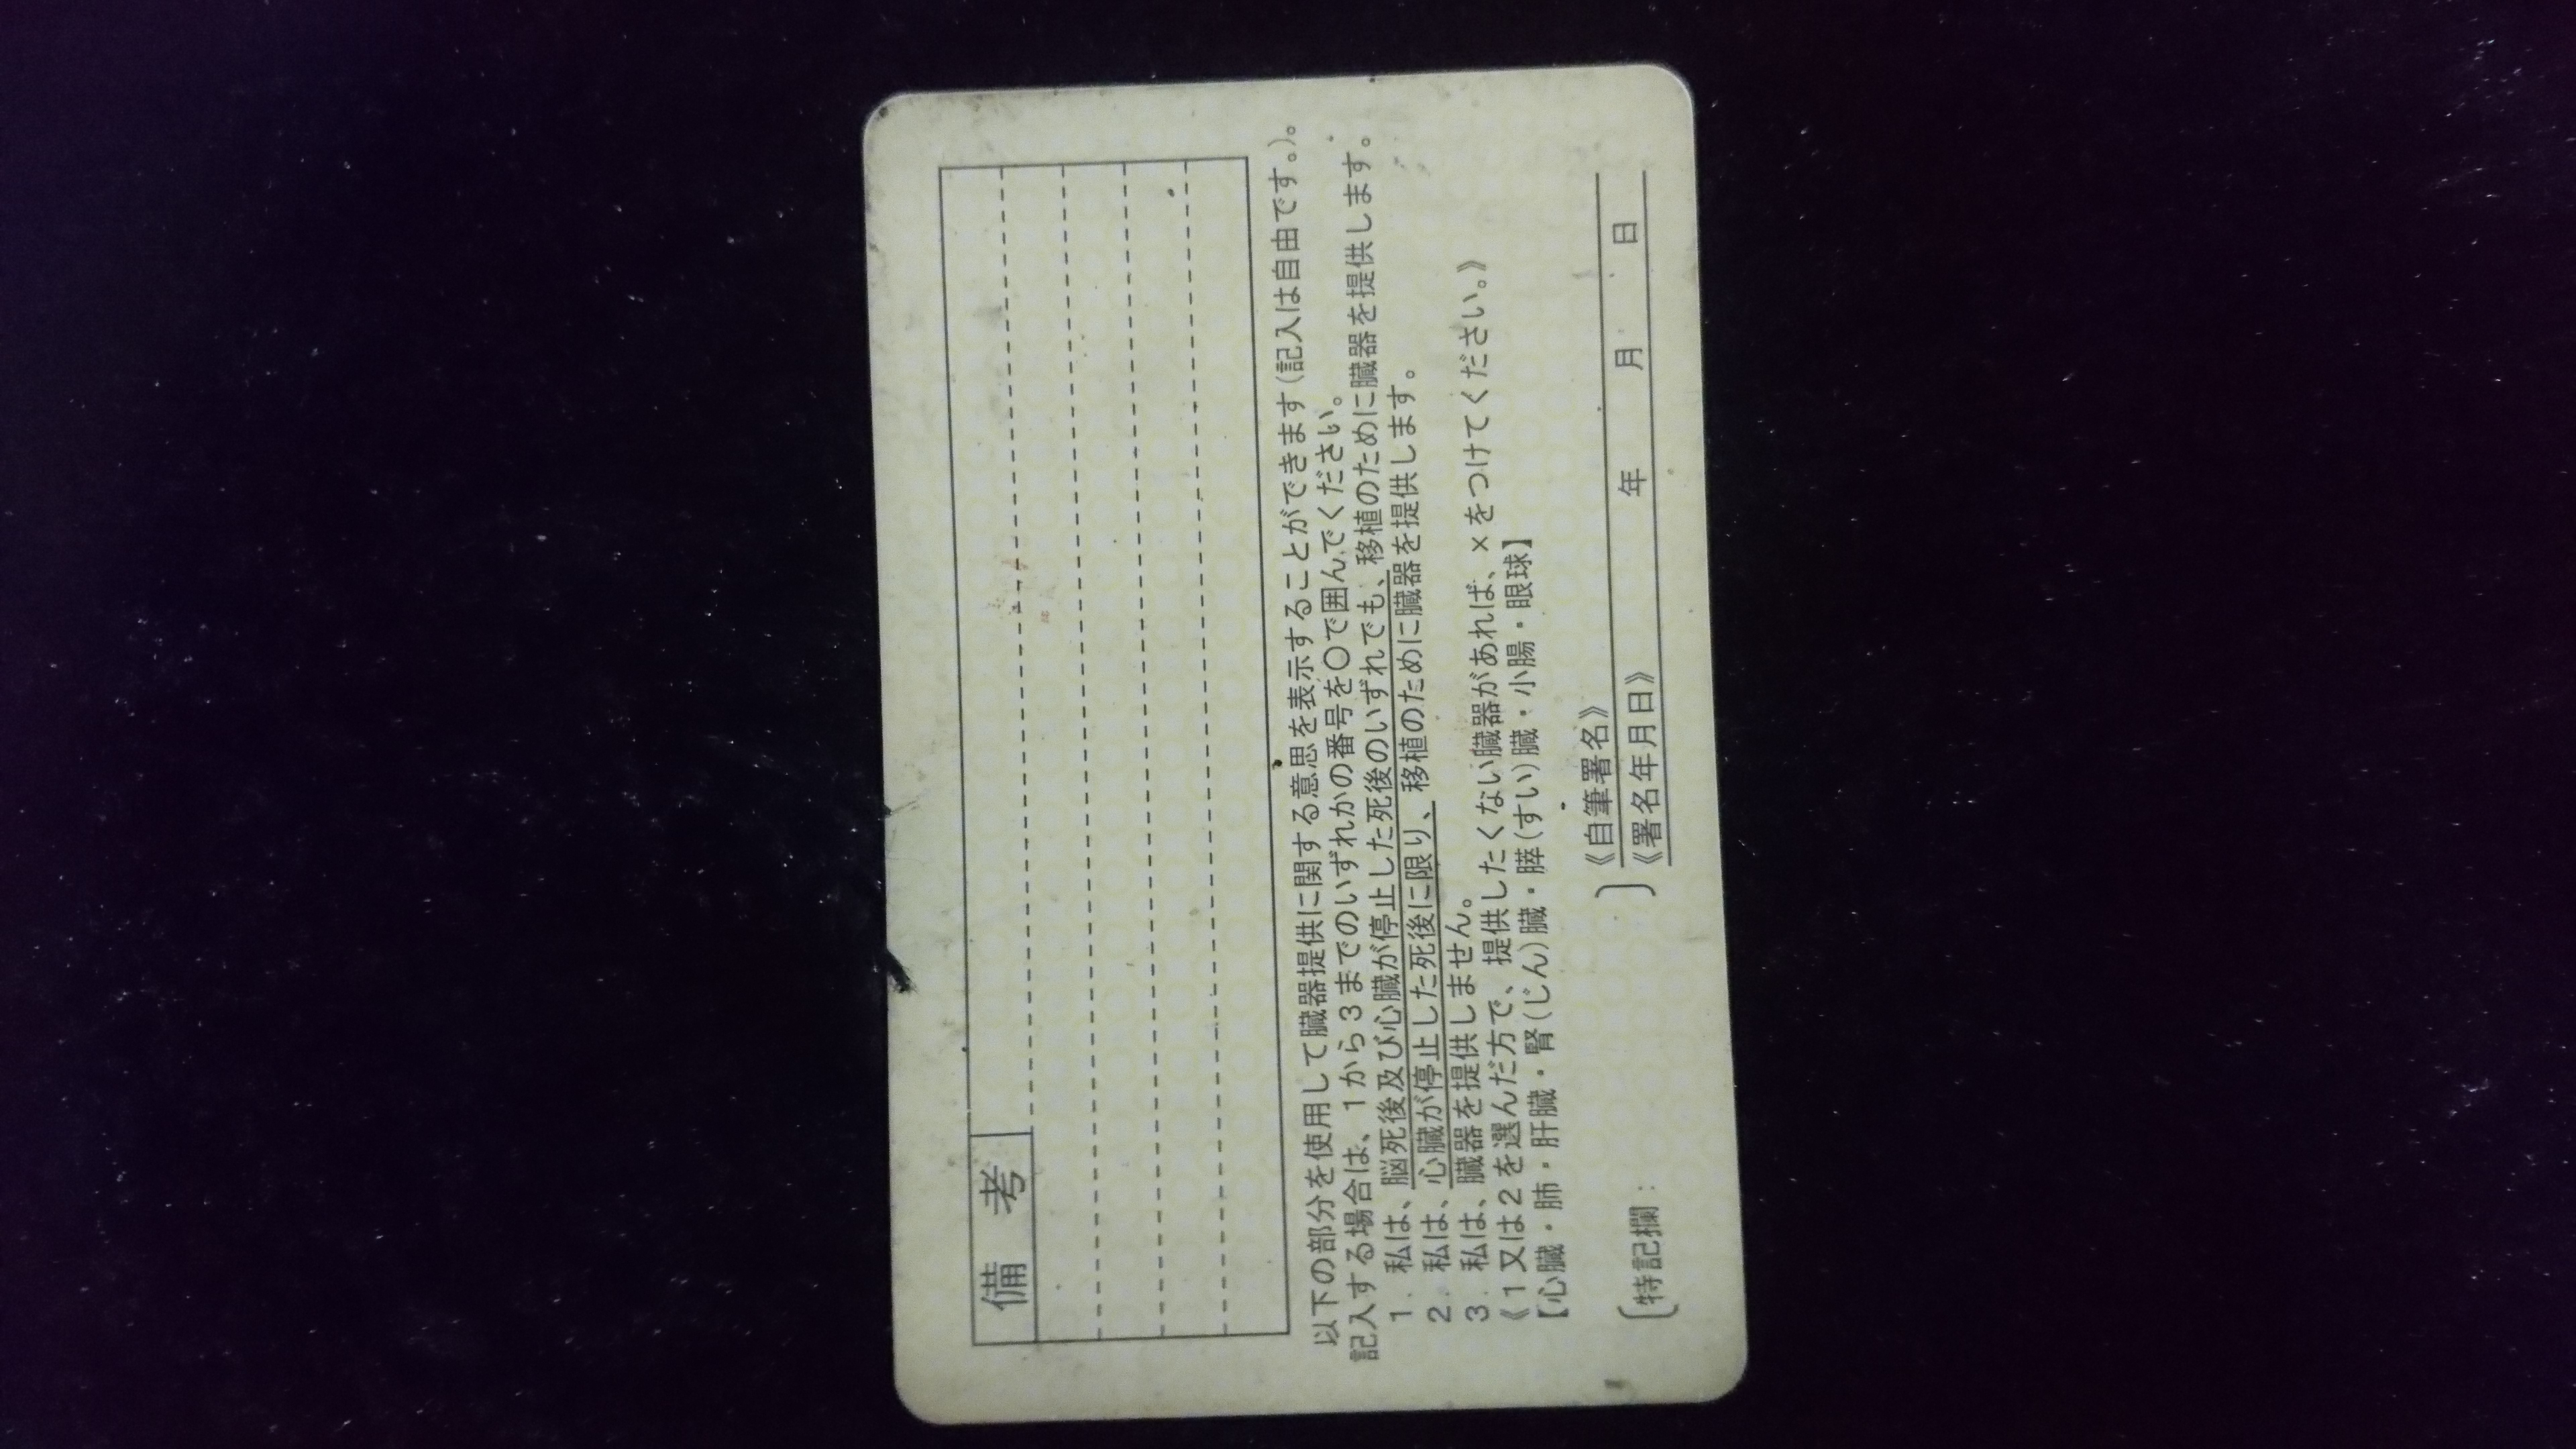 備 考
以下の部分を使用して臓器提供に関する意思を表示することができます(記入は自由です。)。
記入する場合は、1から3までのいずれかの番号を〇で囲んでください。
1. 私は、脳死後及び心臓が停止した死後のいずれでも、移植のために臓器を提供します。
2. 私は、心臓が停止した死後に限り、移植のために臓器を提供します。
3. 私は、臓器を提供しません。
《1又は2を選んだ方で、提供したくない臓器があれば、×をつけてください。》
【心臓・肺・肝臓・腎(じん)臓・膵(すい)臓・小腸・眼球】
〔特記欄: 〕
《自筆署名》
《署名年月日》 年 月 日